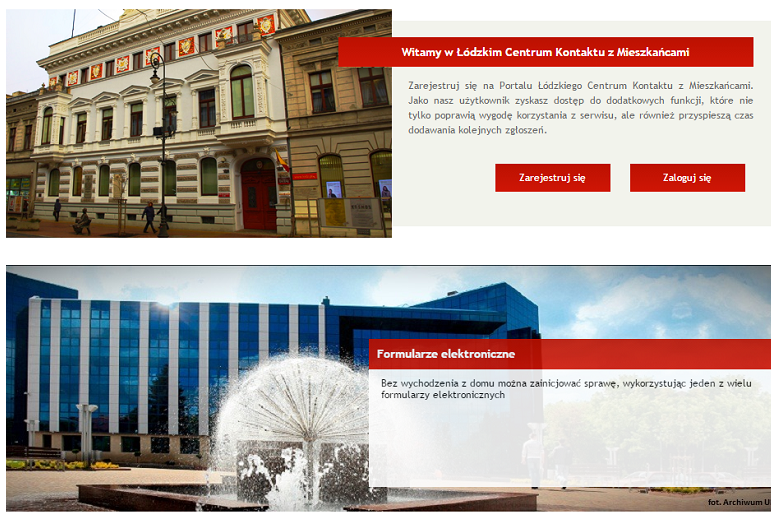 Witamy w Łódzkim Centrum Kontaktu z Mieszkańcami
Zarejestruj się na Portalu Łódzkiego Centrum Kontaktu z Mieszkańcami.
Jako nasz użytkownik zyskasz dostęp do dodatkowych funkcji, które nie
tylko poprawią wygodę korzystania z serwisu, ale również przyspieszą czas
dodawania kolejnych zgłoszeń.
Zarejestruj się
Zaloguj się
Formularze elektroniczne
Bez wychodzenia z domu można zainicjować sprawę, wykorzystując jeden z wielu
formularzy elektronicznych
fot. Archiwum